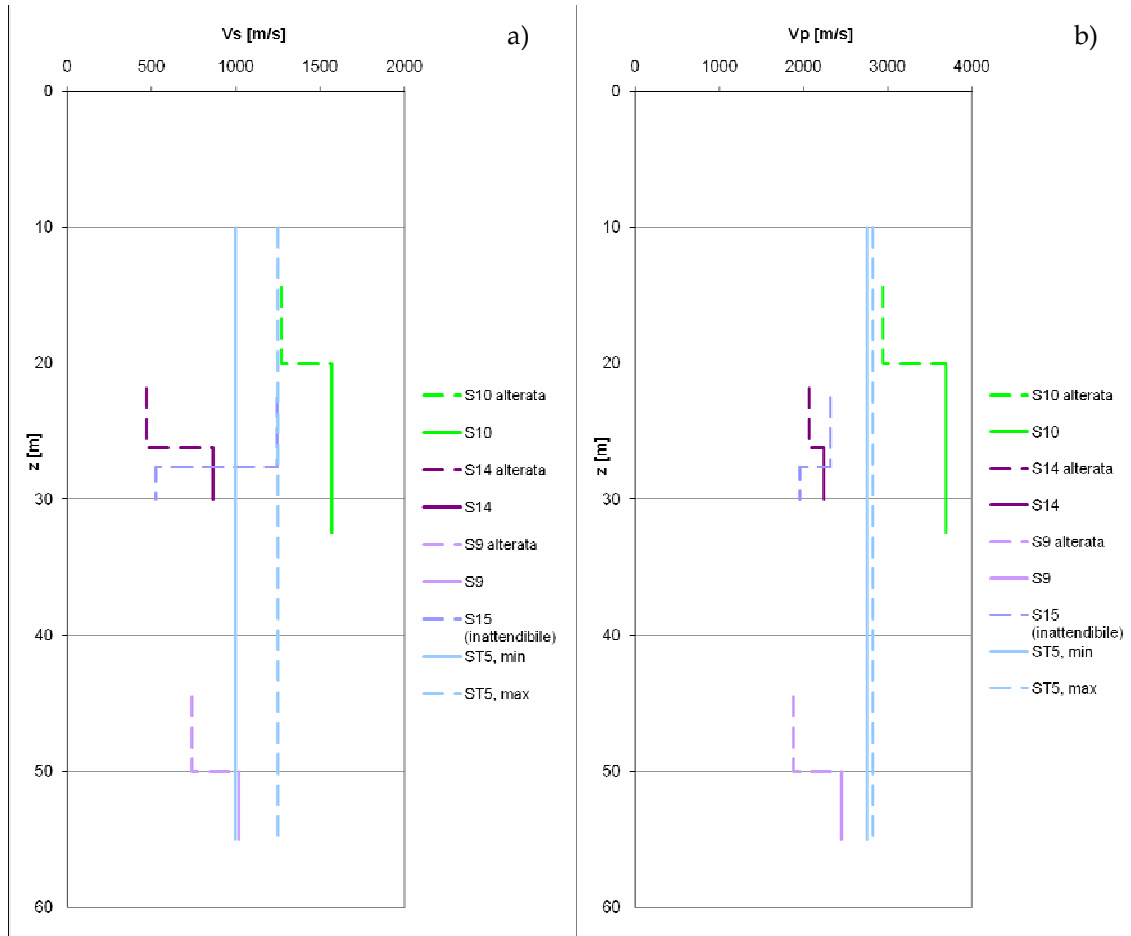 Vs [m/s]
a)
0 500 1000 1500 2000
0
10
20
30
40
50
60
z [m]
S10 alterata
S10
S14 alterata
S14
S9 alterata
S9
S15
(inattendibile)
ST5, min
ST5, max
Vp [m/s]
b)
0 1000 2000 3000 4000
0
10
20
30
40
50
60
z [m]
S10 alterata
S10
S14 alterata
S14
S9 alterata
S9
S15
(inattendibile)
ST5, min
ST5, max